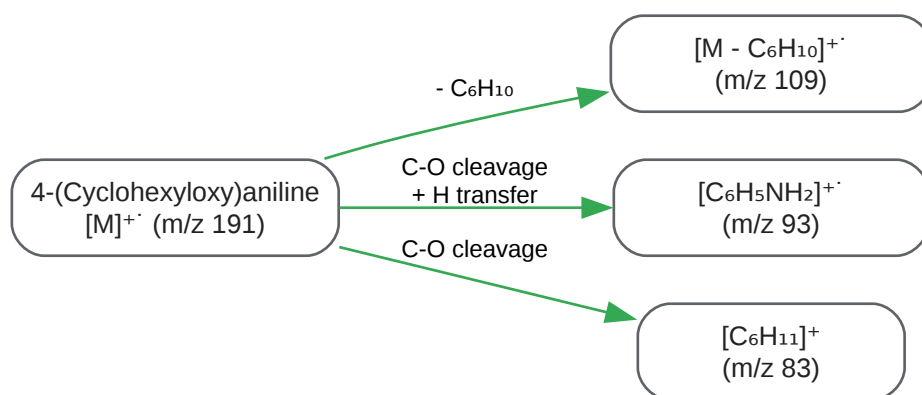 [M - C₆H₁₀]⁺˙
(m/z 109)
- C₆H₁₀
4-(Cyclohexyloxy)aniline
[M]⁺˙ (m/z 191)
C-O cleavage
+ H transfer
[C₆H₅NH₂]⁺˙
(m/z 93)
C-O cleavage
[C₆H₁₁]⁺
(m/z 83)